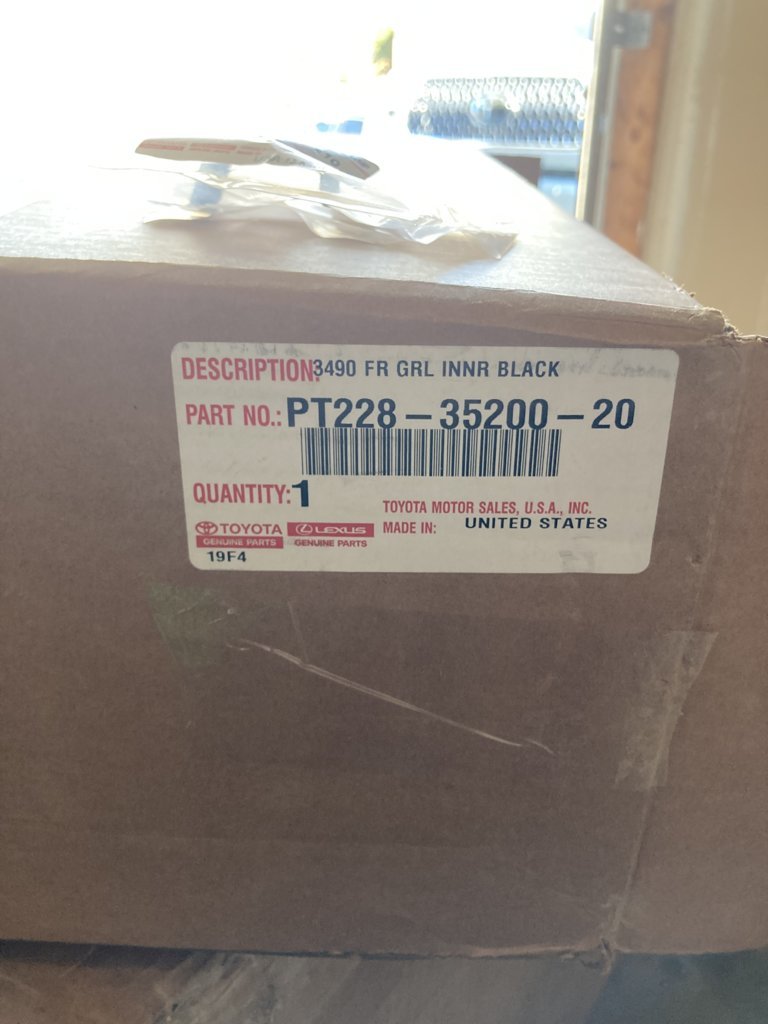 DESCRIPTION:3490 FR GRL INNR BLACK
PART NO.:PT228-35200-20
QUANTITY:1
TOYOTA MOTOR SALES, U.S.A., INC.
MADE IN: UNITED STATES
TOYOTA
GENUINE PARTS
LEXUS
GENUINE PARTS
19F4